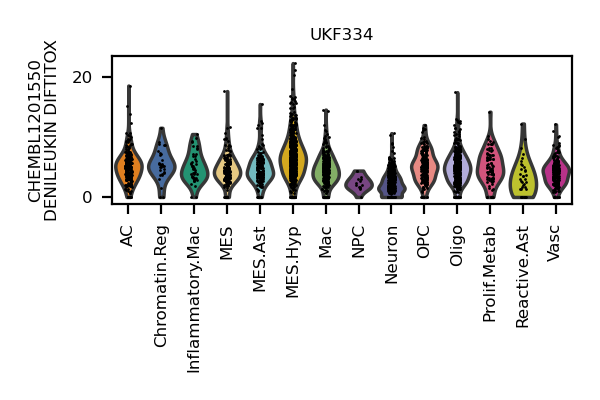 UKF334
CHEMBL1201550
DENILEUKIN DIFTITOX
20
0
AC
Chromatin.Reg
Inflammatory.Mac
MES
MES.Ast
MES.Hyp
Mac
NPC
Neuron
OPC
Oligo
Prolif.Metab
Reactive.Ast
Vasc